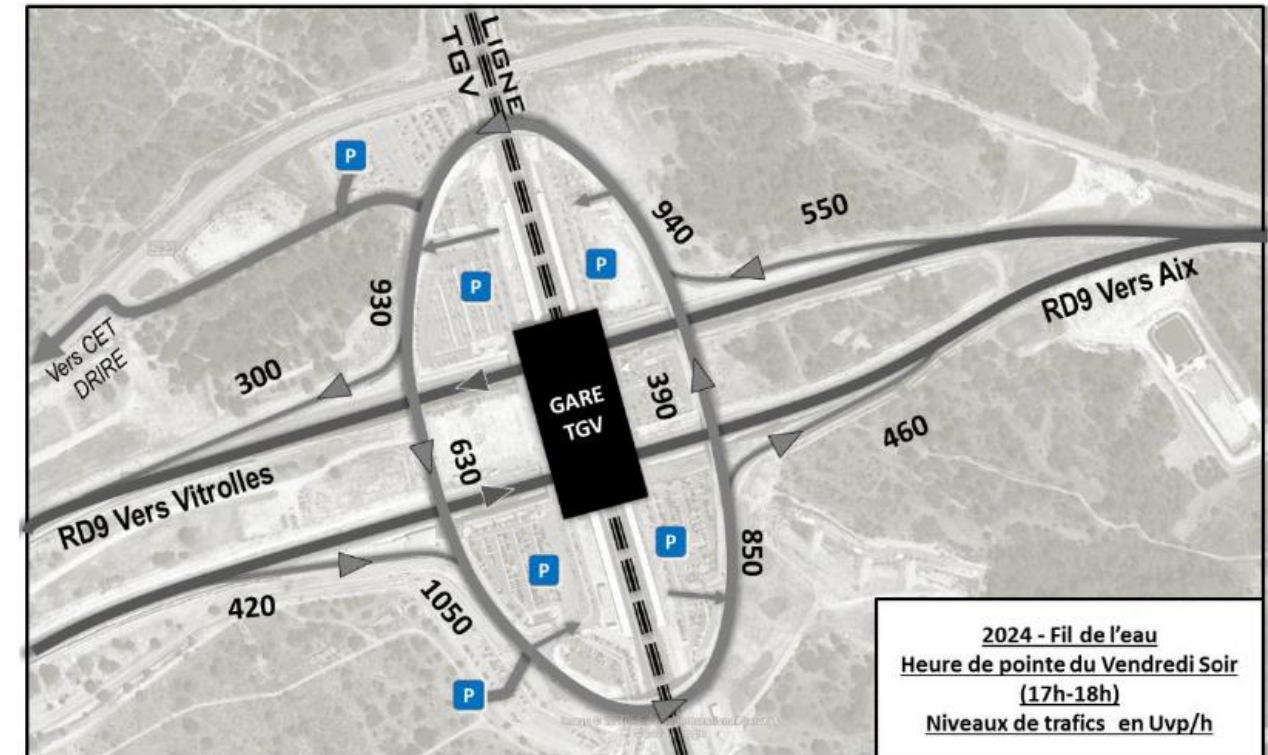 LIGNE
TGV
P
940
550
P
P
930
RD9 Vers Aix
Vers CET
DRIRE
300
GARE
TGV
390
460
630
RD9 Vers Vitrolles
P
P
850
420
1050
P
2024 - Fil de l’eau
Heure de pointe du Vendredi Soir
(17h-18h)
Niveaux de trafics en Uvp/h